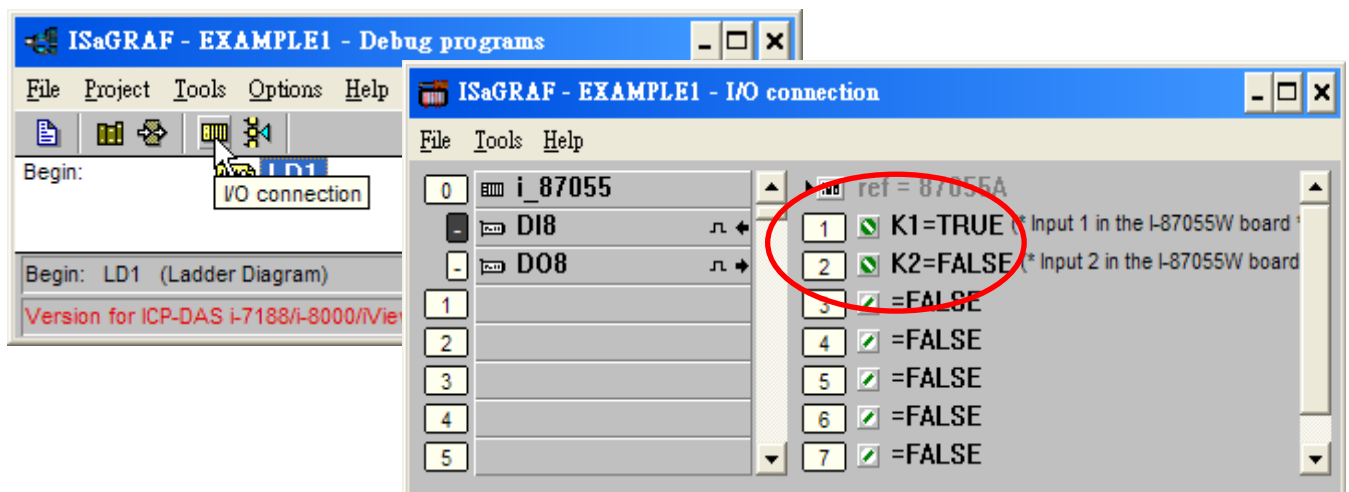 ISaGRAF - EXAMPLE1 - Debug programs
File Project Tools Options Help
Begin: LD1
I/O connection
Begin: LD1 (Ladder Diagram)
Version for ICP-DAS i-7188/i-8000/iVie
ISaGRAF - EXAMPLE1 - I/O connection
File Tools Help
0 i_87055
- DI8
- DO8
1
2
3
4
5
ref = 87055A
1 K1=TRUE (* Input 1 in the I-87055W board *
2 K2=FALSE (* Input 2 in the I-87055W board
3 =FALSE
4 =FALSE
5 =FALSE
6 =FALSE
7 =FALSE